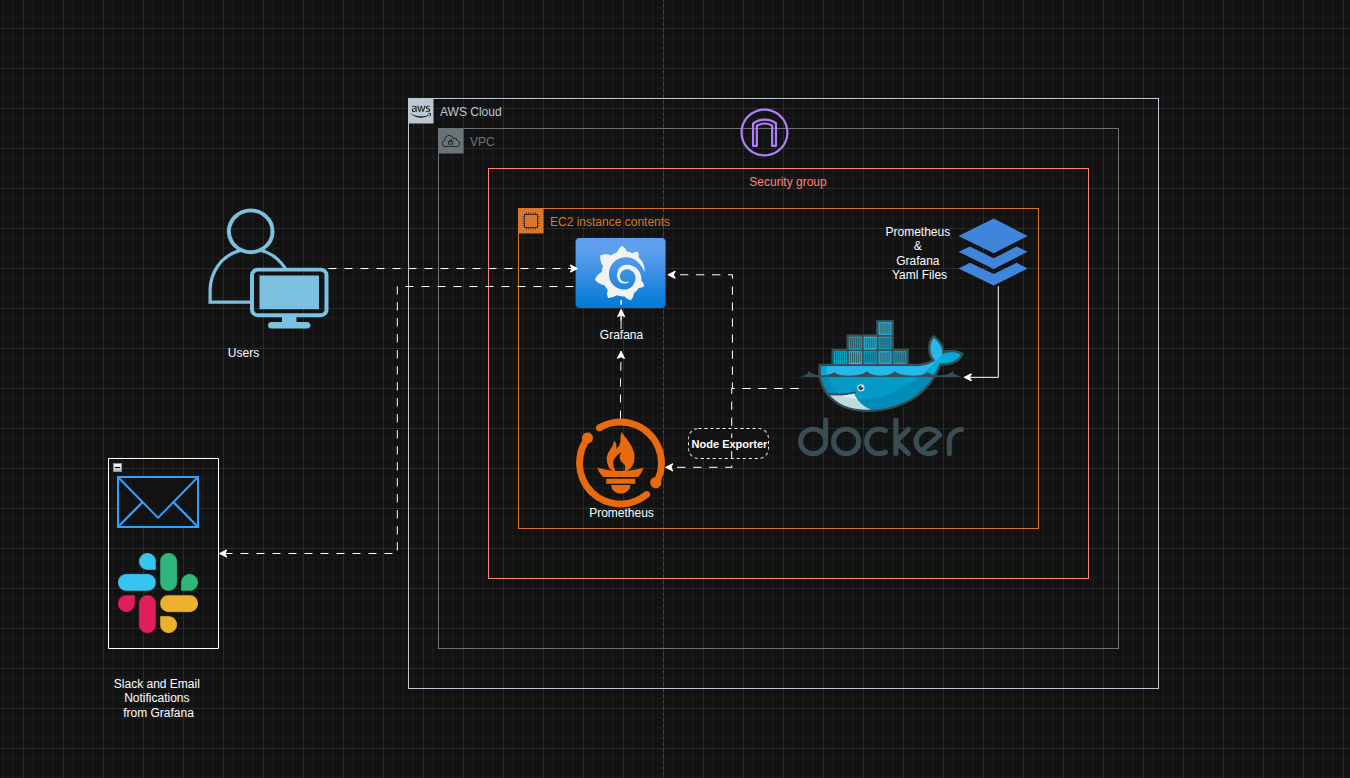 aws
AWS Cloud
VPC
Security group
EC2 instance contents
Prometheus
&
Grafana
Yaml Files
Grafana
Users
docker
Node Exporter
Prometheus
Slack and Email
Notifications
from Grafana